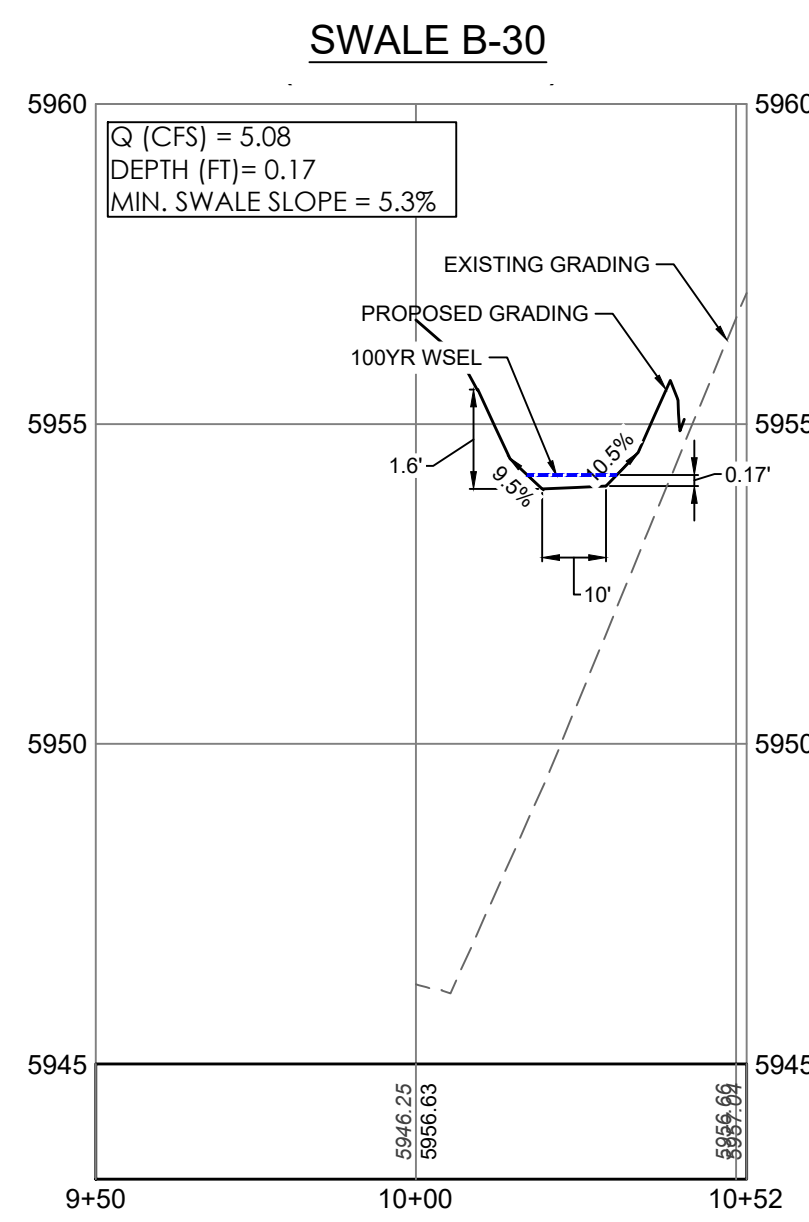 SWALE B-30
5960
5960
Q (CFS) = 5.08
DEPTH (FT)= 0.17
MIN. SWALE SLOPE = 5.3%
EXISTING GRADING
PROPOSED GRADING
100YR WSEL
5955
5955
1.6'
9.5%
10.5%
0.17'
10'
5950
5950
5945
5945
5946.25
5956.63
5956.66
5957.04
9+50
10+00
10+52